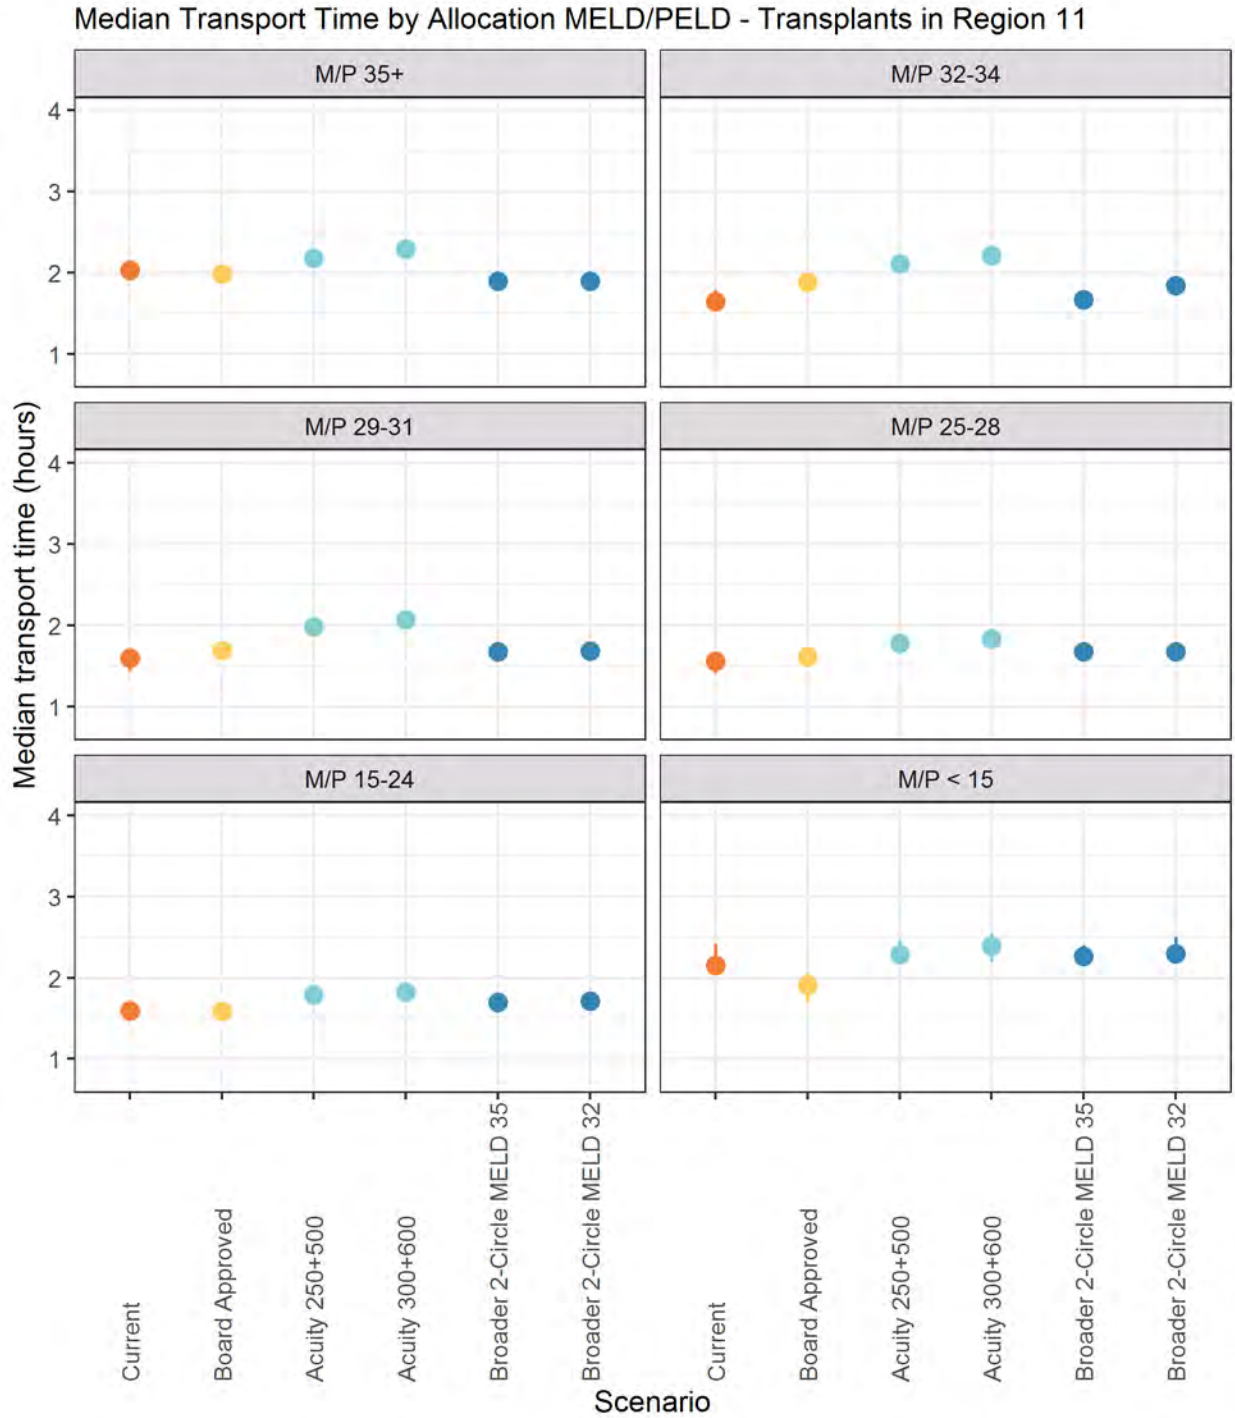 Median Transport Time by Allocation MELD/PELD - Transplants in Region 11
M/P 35+
M/P 32-34
4
3
2
1
M/P 29-31
M/P 25-28
4
3
2
1
M/P 15-24
M/P < 15
4
3
2
1
Median transport time (hours)
Current
Board Approved
Acuity 250+500
Acuity 300+600
Broader 2-Circle MELD 35
Broader 2-Circle MELD 32
Current
Board Approved
Acuity 250+500
Acuity 300+600
Broader 2-Circle MELD 35
Broader 2-Circle MELD 32
Scenario